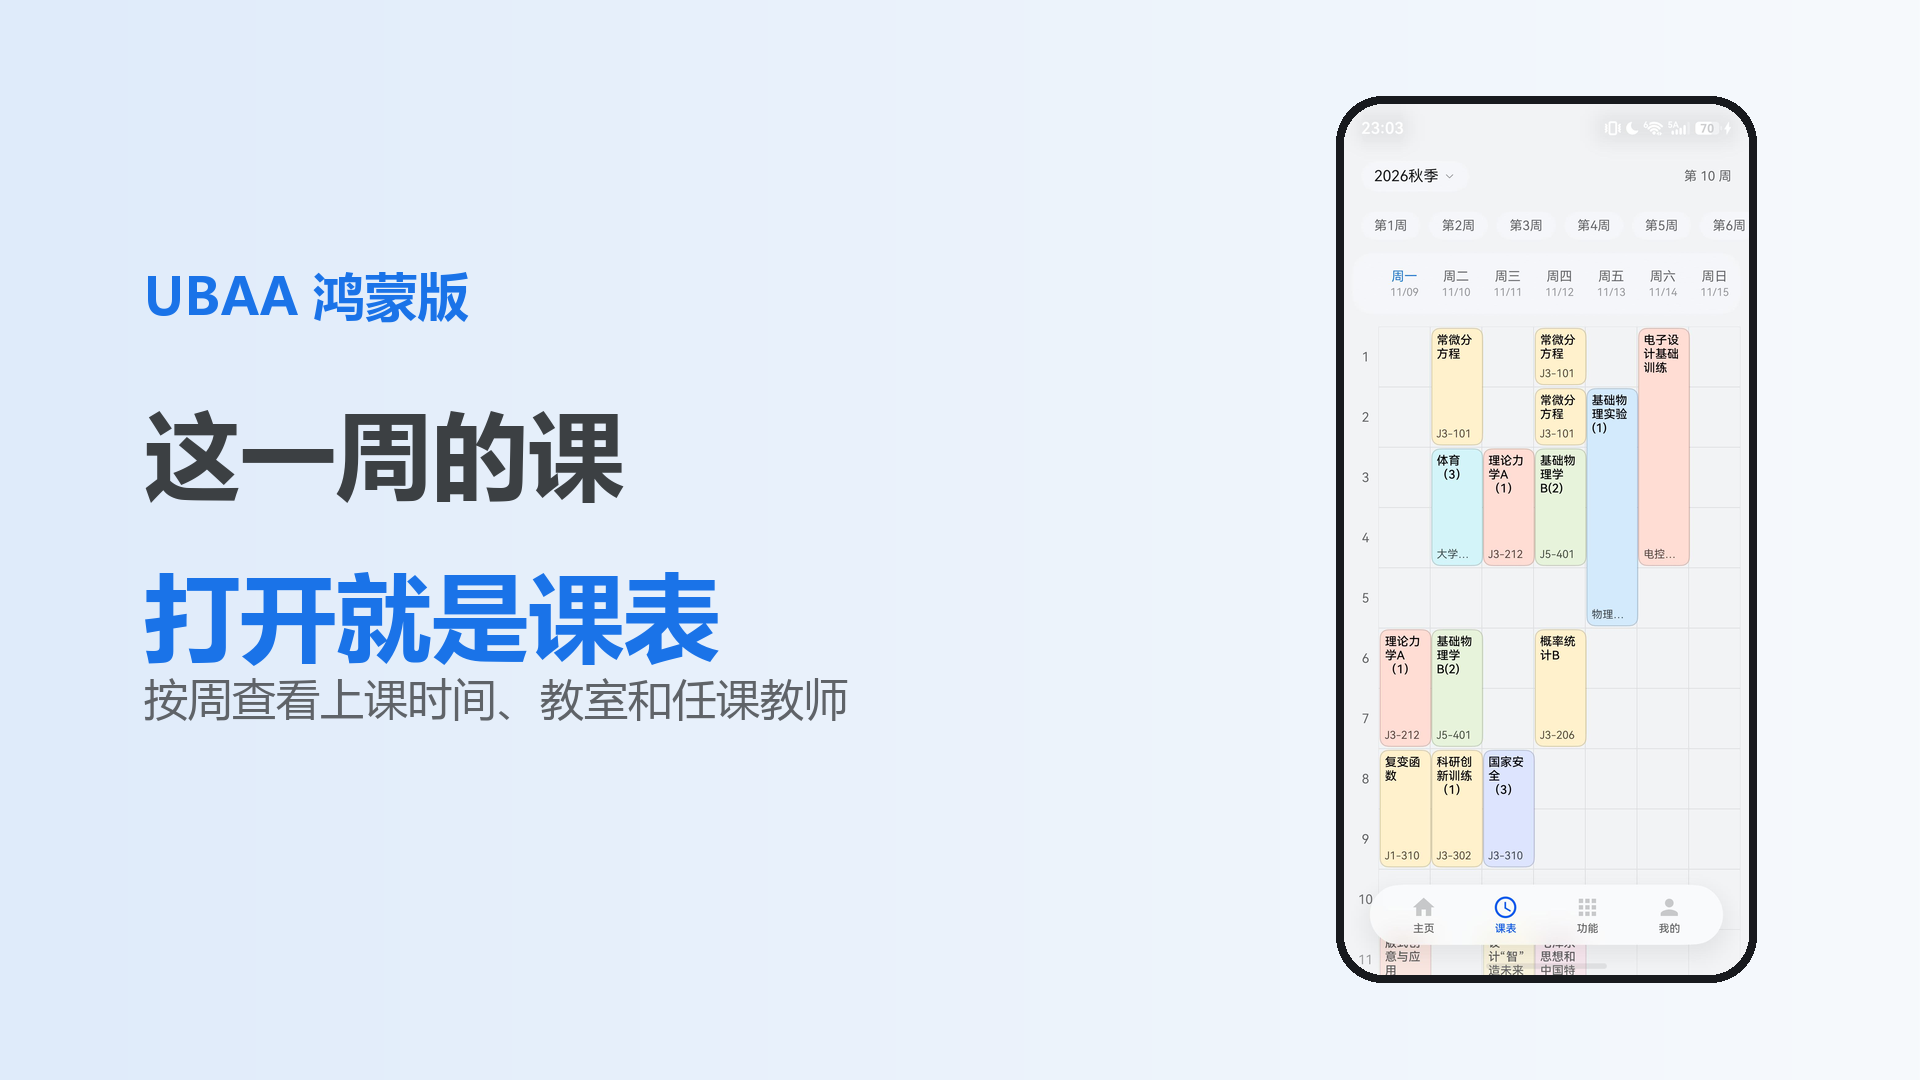 UBAA 鸿蒙版
这一周的课
打开就是课表
按周查看上课时间、教室和任课教师
23:03
70
2026秋季
第 10 周
第1周 第2周 第3周 第4周 第5周 第6周
周一 周二 周三 周四 周五 周六 周日
11/09 11/10 11/11 11/12 11/13 11/14 11/15
1
常微分
方程
J3-101
常微分
方程
J3-101
电子设
计基础
训练
电控...
2
常微分
方程
J3-101
基础物
理实验
(1)
物理...
3
体育
（3）
大学...
理论力
学A
（1）
J3-212
基础物
理学
B(2)
J5-401
4
5
6
理论力
学A
（1）
J3-212
基础物
理学
B(2)
J5-401
概率统
计B
J3-206
7
8
复变函
数
J1-310
科研创
新训练
（1）
J3-302
国家安
全
（3）
J3-310
9
10
11
意与应
用
计“智”
造未来
思想和
中国特
主页 课表 功能 我的